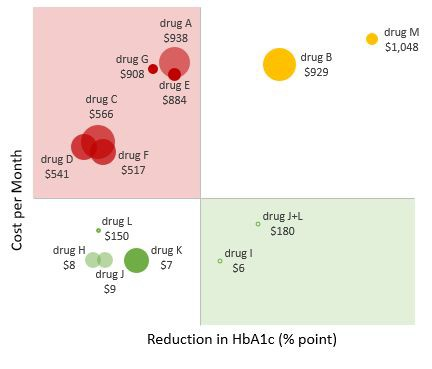 drug A
$938
drug M
$1,048
drug G
$908
drug B
$929
drug E
$884
drug C
$566
drug D
$541
drug F
$517
Cost per Month
drug L
$150
drug J+L
$180
drug H
$8
drug K
$7
drug I
$6
drug J
$9
Reduction in HbA1c (% point)